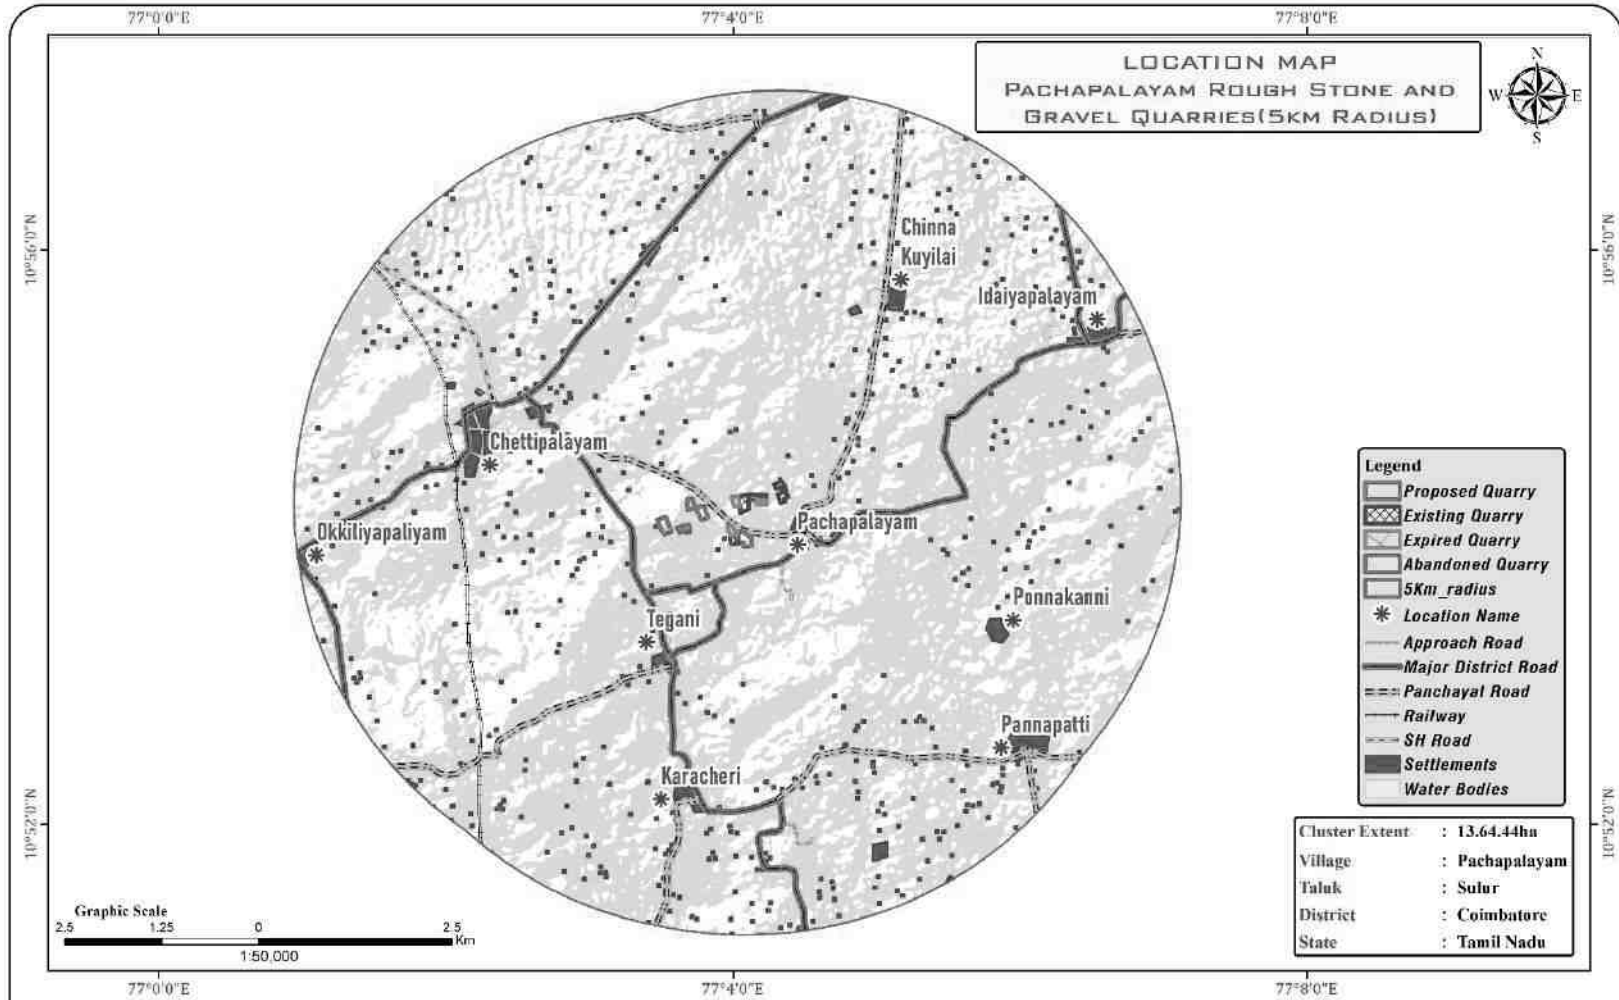 77°0'0"E
77°4'0"E
77°8'0"E
LOCATION MAP
PACHAPALAYAM ROUGH STONE AND
GRAVEL QUARRIES(5KM RADIUS)
N
W
E
S
10°56'0"N
10°56'0"N
Chinna
Kuyilai
Idaiyapalayam
Chettipalayam
Okkiliyapaliyam
Pachapalayam
Ponnakanni
Tegani
Pannapatti
Karacheri
Legend
Proposed Quarry
Existing Quarry
Expired Quarry
Abandoned Quarry
5Km_radius
Location Name
Approach Road
Major District Road
Panchayat Road
Railway
SH Road
Settlements
Water Bodies
10°52'0"N
10°52'0"N
Cluster Extent : 13.64.44ha
Village : Pachapalayam
Taluk : Sulur
District : Coimbatore
State : Tamil Nadu
Graphic Scale
2.5 1.25 0 2.5
Km
1:50,000
77°0'0"E
77°4'0"E
77°8'0"E